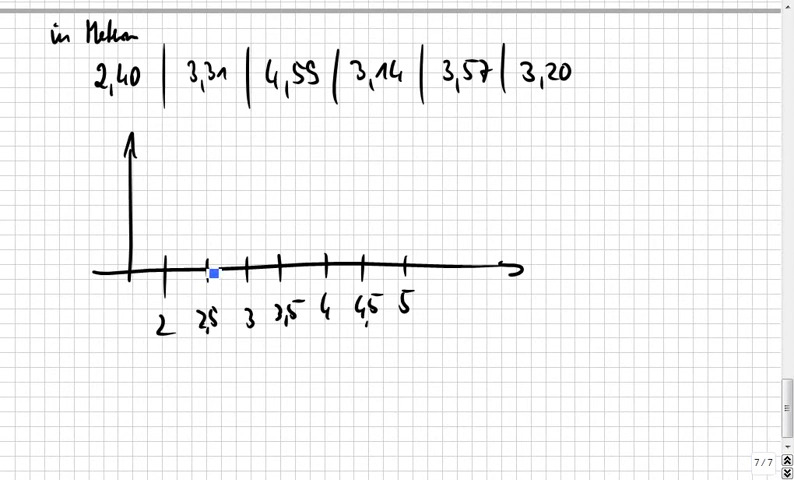 in Metern
2,40 | 3,31 | 4,55 | 3,14 | 3,57 | 3,20
2 2,5 3 3,5 4 4,5 5
7/7